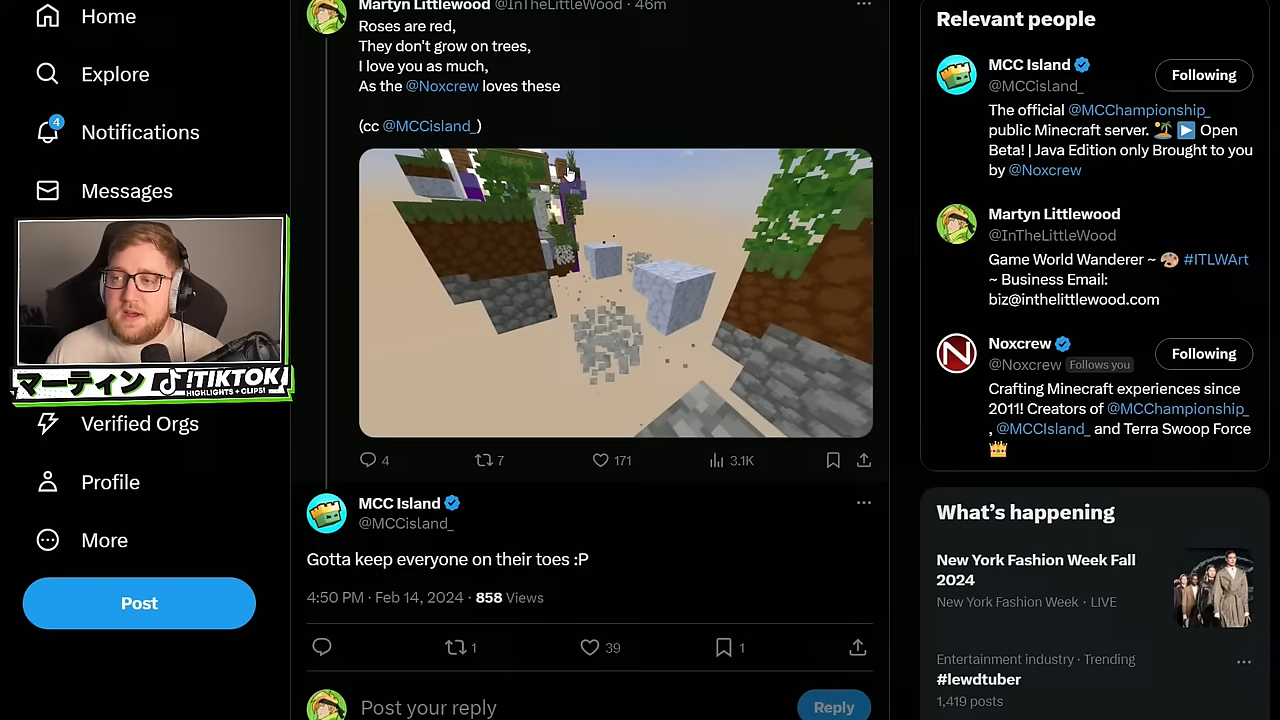 Home
Explore
4
Notifications
Messages
マーティン !TIKTOK
HIGHLIGHTS + CLIPS!
Verified Orgs
Profile
More
Post
Martyn Littlewood @InTheLittleWood · 46m
Roses are red,
They don't grow on trees,
I love you as much,
As the @Noxcrew loves these
(cc @MCCisland_)
4 7 171 3.1K
MCC Island
@MCCisland_
Gotta keep everyone on their toes :P
4:50 PM · Feb 14, 2024 · 858 Views
1 39 1
Post your reply
Reply
Relevant people
MCC Island
@MCCisland_
Following
The official @MCChampionship_
public Minecraft server. 🏝️ ▶️ Open
Beta! | Java Edition only Brought to you
by @Noxcrew
Martyn Littlewood
@InTheLittleWood
Game World Wanderer ~ 🎨 #ITLWArt
~ Business Email:
biz@inthelittlewood.com
Noxcrew
@Noxcrew Follows you
Following
Crafting Minecraft experiences since
2011! Creators of @MCChampionship_
, @MCCIsland_ and Terra Swoop Force
👑
What's happening
New York Fashion Week Fall
2024
New York Fashion Week · LIVE
Entertainment industry · Trending
#lewdtuber
1,419 posts